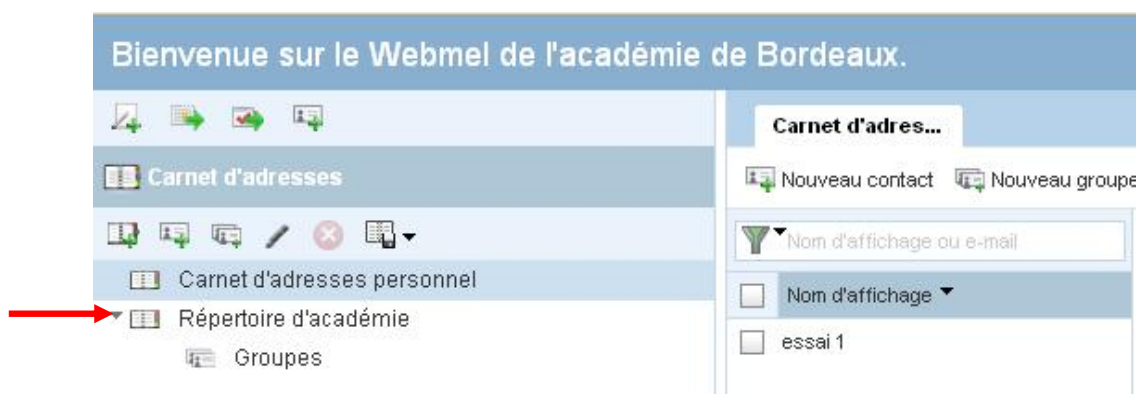 Bienvenue sur le Webmel de l'académie de Bordeaux.
Carnet d'adres...
Carnet d'adresses
Nouveau contact Nouveau groupe
Nom d'affichage ou e-mail
Carnet d'adresses personnel
Nom d'affichage
Répertoire d'académie
essai 1
Groupes